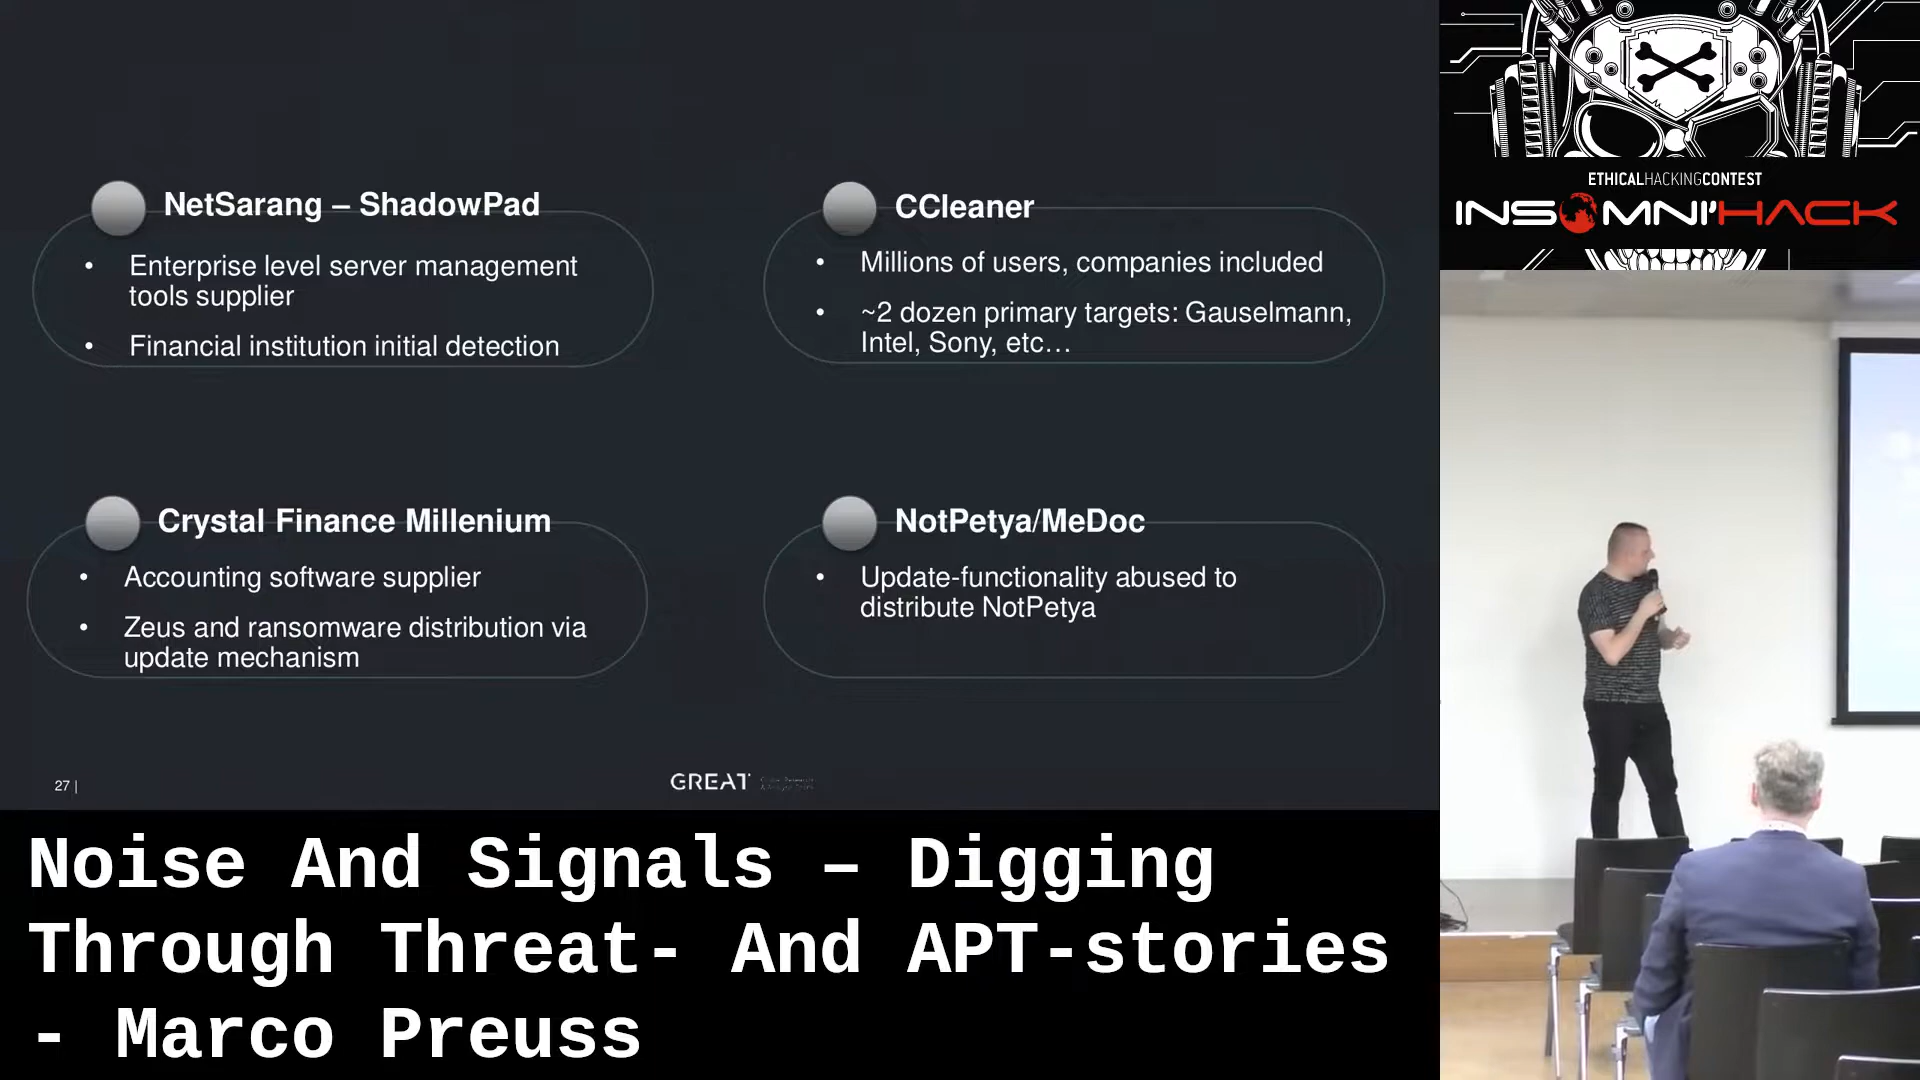 NetSarang – ShadowPad
• Enterprise level server management
tools supplier
• Financial institution initial detection
CCleaner
• Millions of users, companies included
• ~2 dozen primary targets: Gauselmann,
Intel, Sony, etc…
Crystal Finance Millenium
• Accounting software supplier
• Zeus and ransomware distribution via
update mechanism
NotPetya/MeDoc
• Update-functionality abused to
distribute NotPetya
27 |
GREAT
ETHICALHACKINGCONTEST
INSOMNI'HACK
Noise And Signals – Digging
Through Threat- And APT-stories
- Marco Preuss